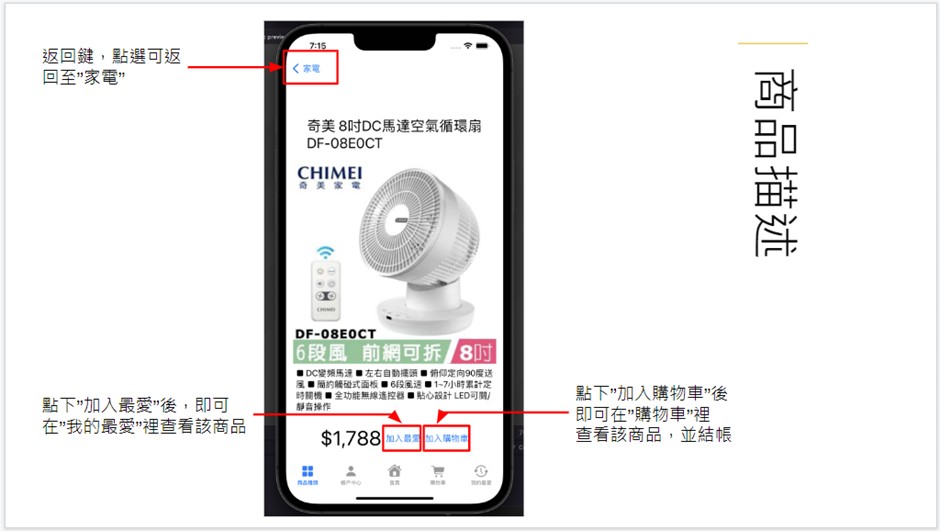 商品描述
返回鍵，點選可返
回至”家電”
7:15
家電
奇美 8吋DC馬達空氣循環扇
DF-08E0CT
CHIMEI
奇美家電
CHIMEI
DF-08E0CT
6段風 前網可拆 8吋
■ DC變頻馬達 ■ 左右自動擺頭 ■ 俯仰定向90度送
風 ■ 簡約觸碰式面板 ■ 6段風速 ■ 1~7小時累計定
時關機 ■ 全功能無線遙控器 ■ 貼心設計 LED可關/
靜音操作
$1,788 加入最愛 加入購物車
商品種類 帳戶中心 首頁 購物車 我的最愛
點下”加入最愛”後，即可
在”我的最愛”裡查看該商品
點下”加入購物車”後
即可在”購物車”裡
查看該商品，並結帳